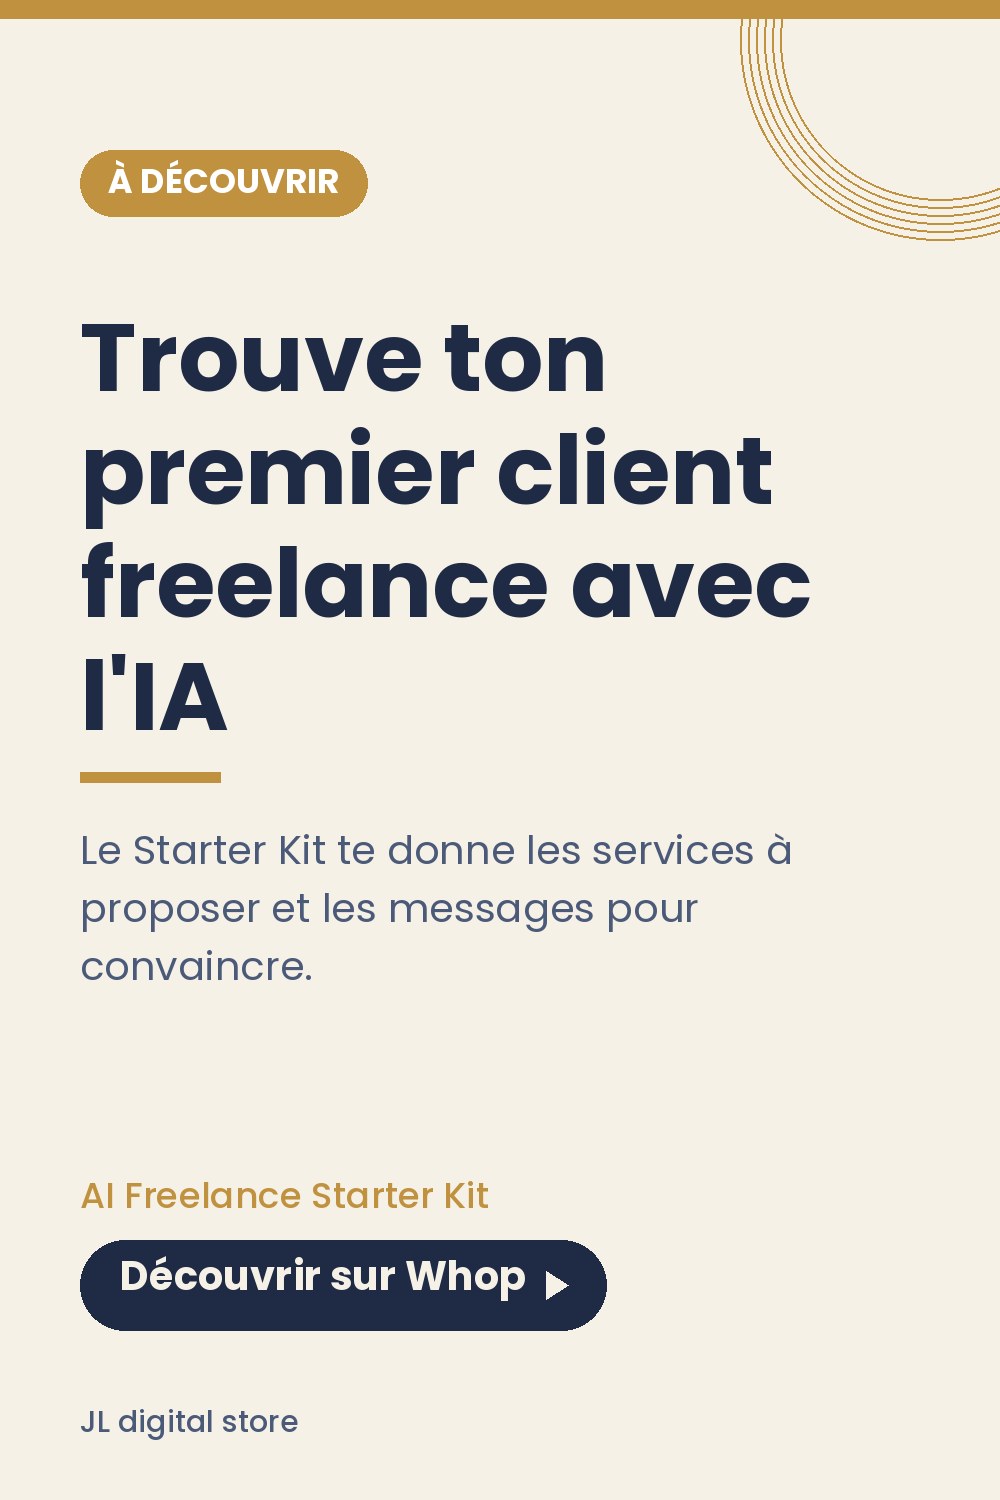 À DÉCOUVRIR
Trouve ton
premier client
freelance avec
l'IA
Le Starter Kit te donne les services à
proposer et les messages pour
convaincre.
AI Freelance Starter Kit
Découvrir sur Whop
JL digital store